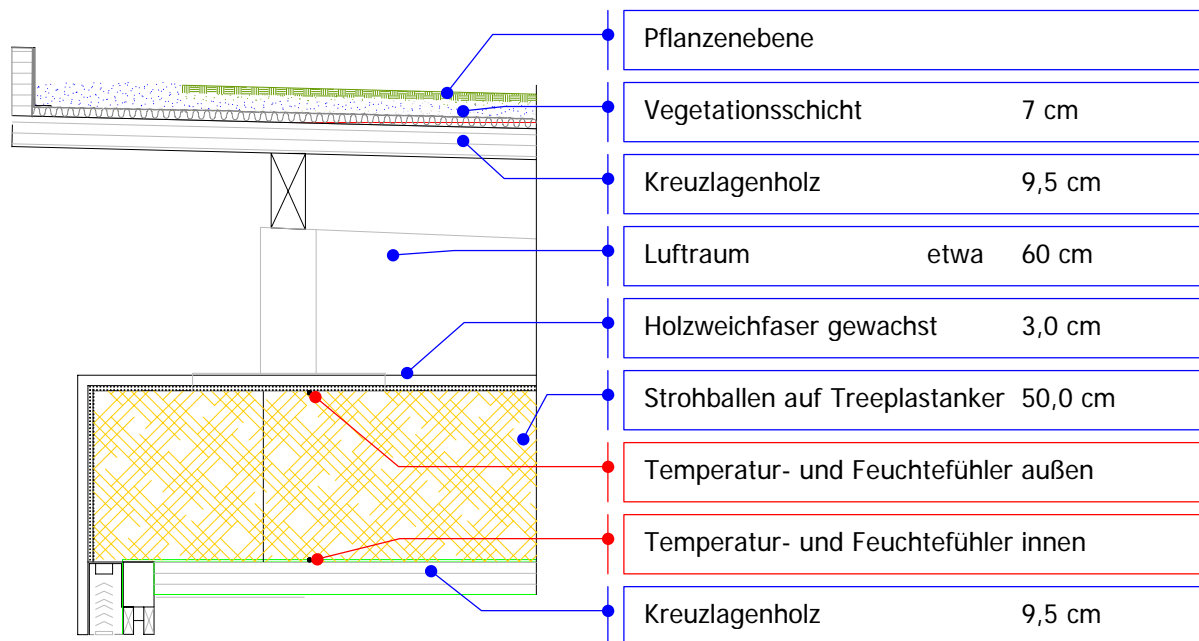 Pflanzenebene
Vegetationsschicht 7 cm
Kreuzlagenholz 9,5 cm
Luftraum etwa 60 cm
Holzweichfaser gewachst 3,0 cm
Strohballen auf Treeplastanker 50,0 cm
Temperatur- und Feuchtefühler außen
Temperatur- und Feuchtefühler innen
Kreuzlagenholz 9,5 cm